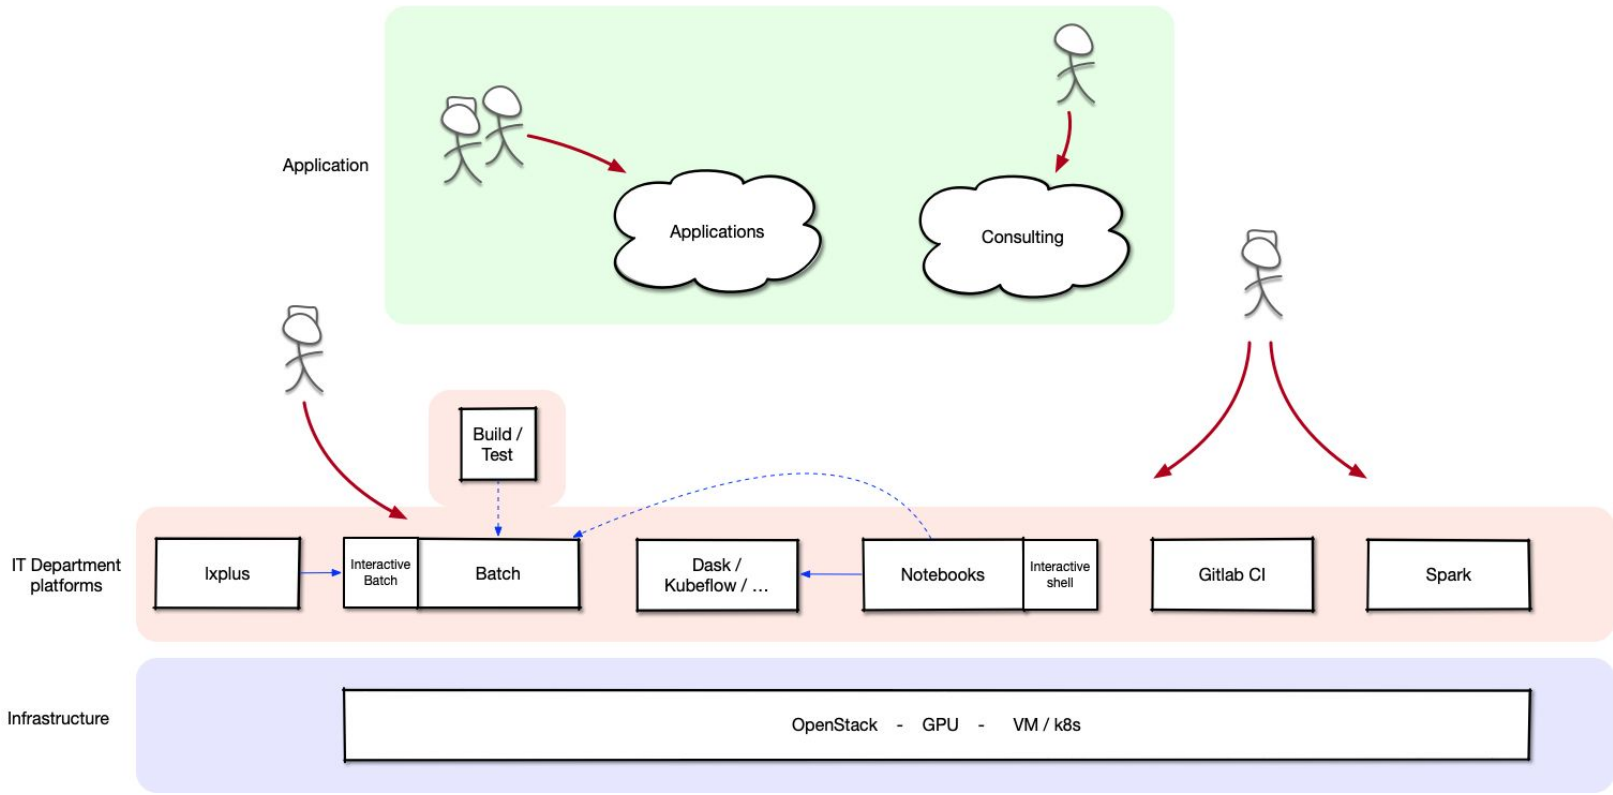 Application
Applications
Consulting
Build /
Test
IT Department
platforms
lxplus
Interactive
Batch
Batch
Dask /
Kubeflow / ...
Notebooks
Interactive
shell
Gitlab CI
Spark
Infrastructure
OpenStack - GPU - VM / k8s